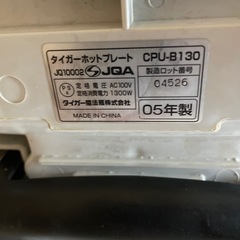 タイガーホットプレート CPU-B130
JQ10002 JQA 製造ロット番号
04526
PSE 定格電圧 AC100V
定格消費電力 1300W
タイガー魔法瓶株式会社 05年製
MADE IN CHINA